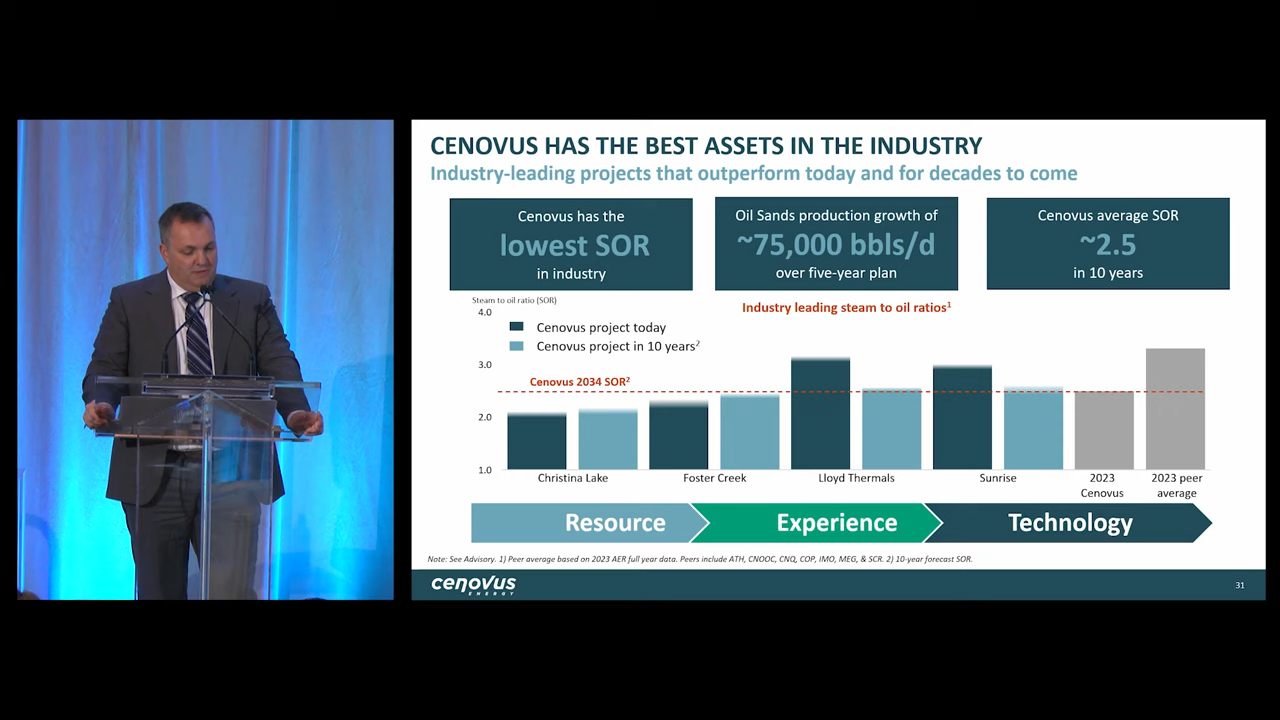 CENOVUS HAS THE BEST ASSETS IN THE INDUSTRY
Industry-leading projects that outperform today and for decades to come
Cenovus has the
lowest SOR
in industry
Oil Sands production growth of
~75,000 bbls/d
over five-year plan
Cenovus average SOR
~2.5
in 10 years
Steam to oil ratio (SOR)
Industry leading steam to oil ratios¹
4.0
Cenovus project today
Cenovus project in 10 years²
3.0
Cenovus 2034 SOR²
2.0
1.0
Christina Lake
Foster Creek
Lloyd Thermals
Sunrise
2023
Cenovus
2023 peer
average
Resource
Experience
Technology
Note: See Advisory. 1) Peer average based on 2023 AER full year data. Peers include ATH, CNOOC, CNQ, COP, IMO, MEG, & SCR. 2) 10-year forecast SOR.
cenovus
ENERGY
31